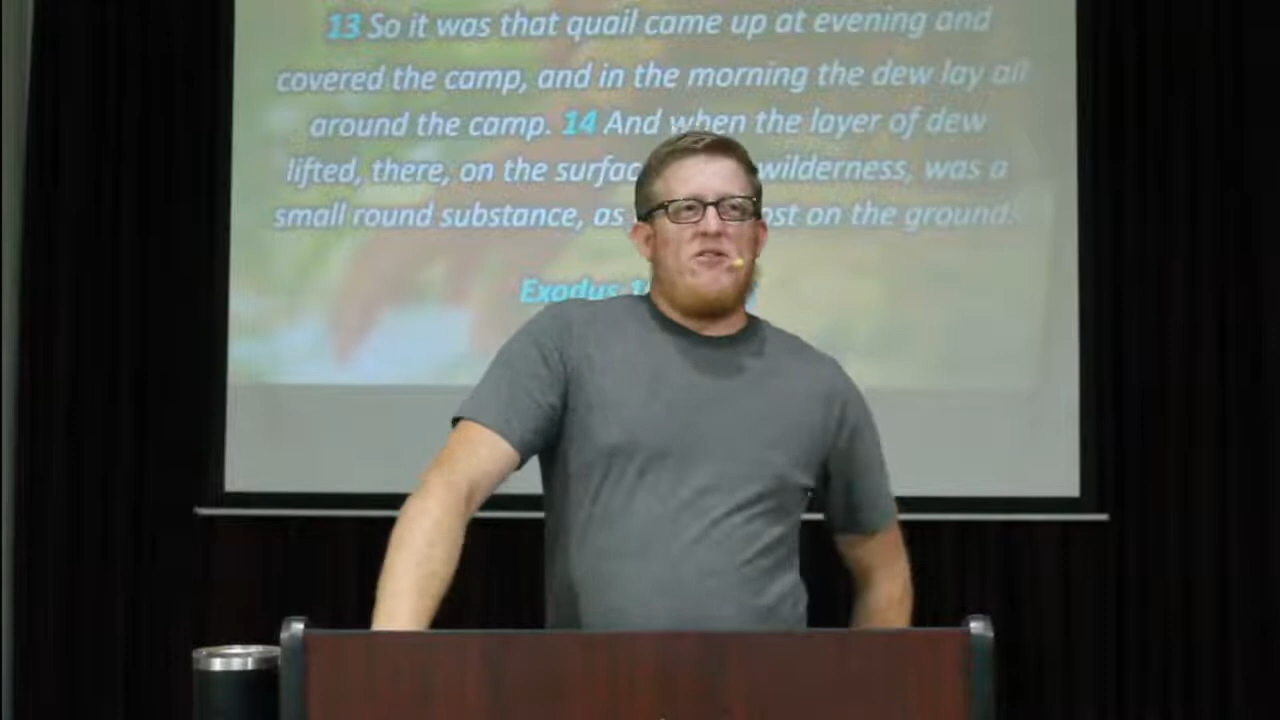 13 So it was that quail came up at evening and
covered the camp, and in the morning the dew lay all
around the camp. 14 And when the layer of dew
lifted, there, on the surfac wilderness, was a
small round substance, as ost on the ground.
Exodus 1